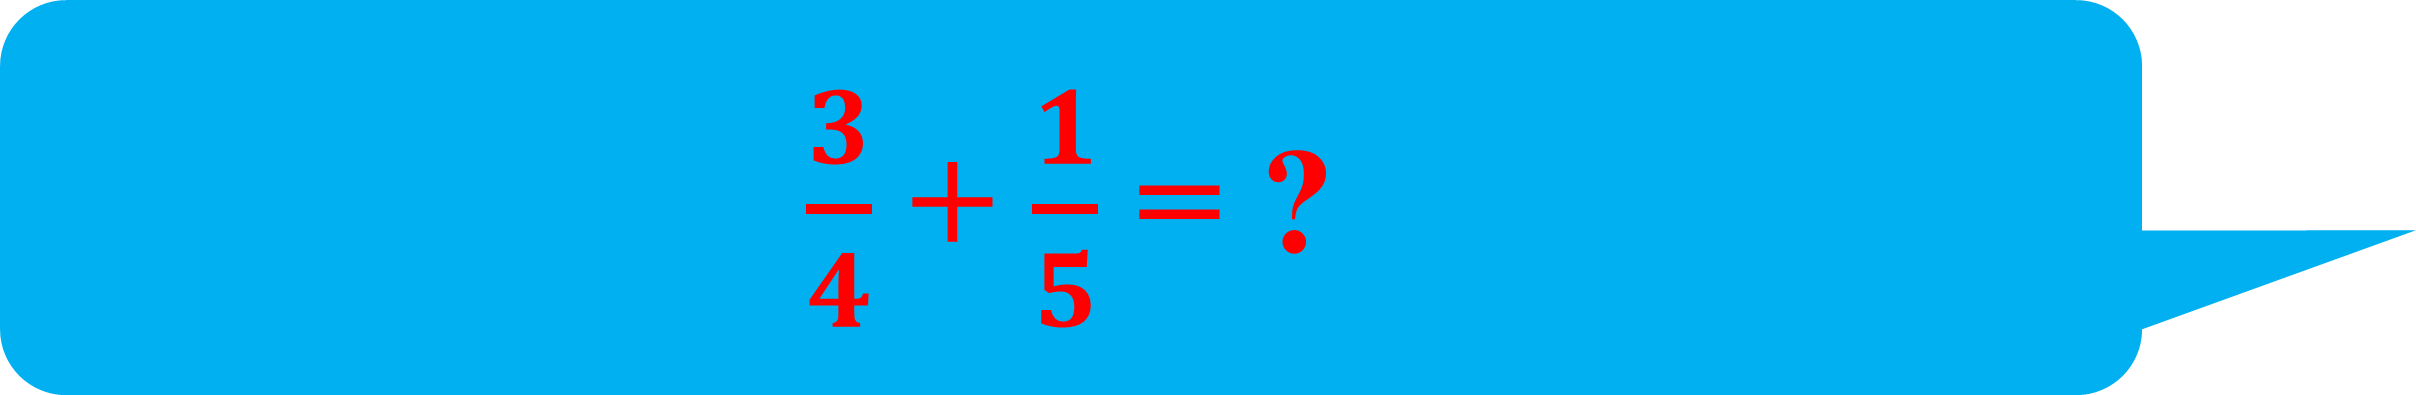 3/4 + 1/5 = ?